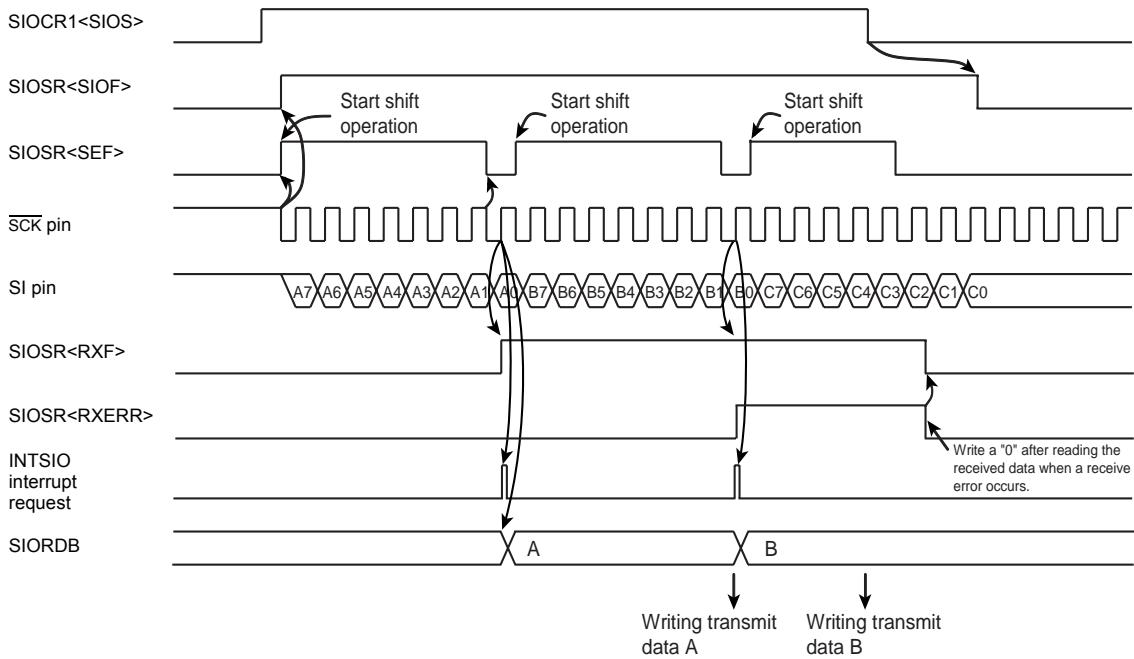 SIOCR1<SIOS>
SIOSR<SIOF>
Start shift
operation
Start shift
operation
Start shift
operation
SIOSR<SEF>
SCK pin
SI pin
A7 A6 A5 A4 A3 A2 A1 A0 B7 B6 B5 B4 B3 B2 B1 B0 C7 C6 C5 C4 C3 C2 C1 C0
SIOSR<RXF>
SIOSR<RXERR>
Write a "0" after reading the
received data when a receive
error occurs.
INTSIO
interrupt
request
SIORDB
A
B
Writing transmit
data A
Writing transmit
data B